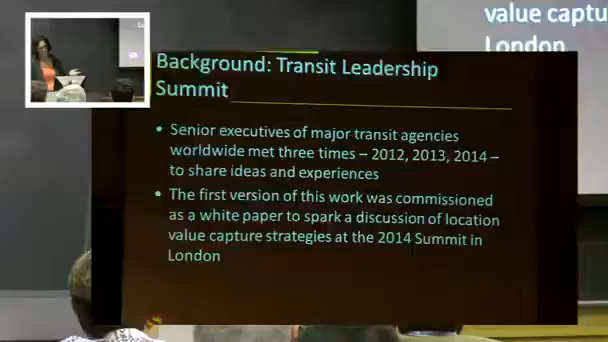 value captu
London
Background: Transit Leadership
Summit
• Senior executives of major transit agencies
worldwide met three times – 2012, 2013, 2014 –
to share ideas and experiences
• The first version of this work was commissioned
as a white paper to spark a discussion of location
value capture strategies at the 2014 Summit in
London